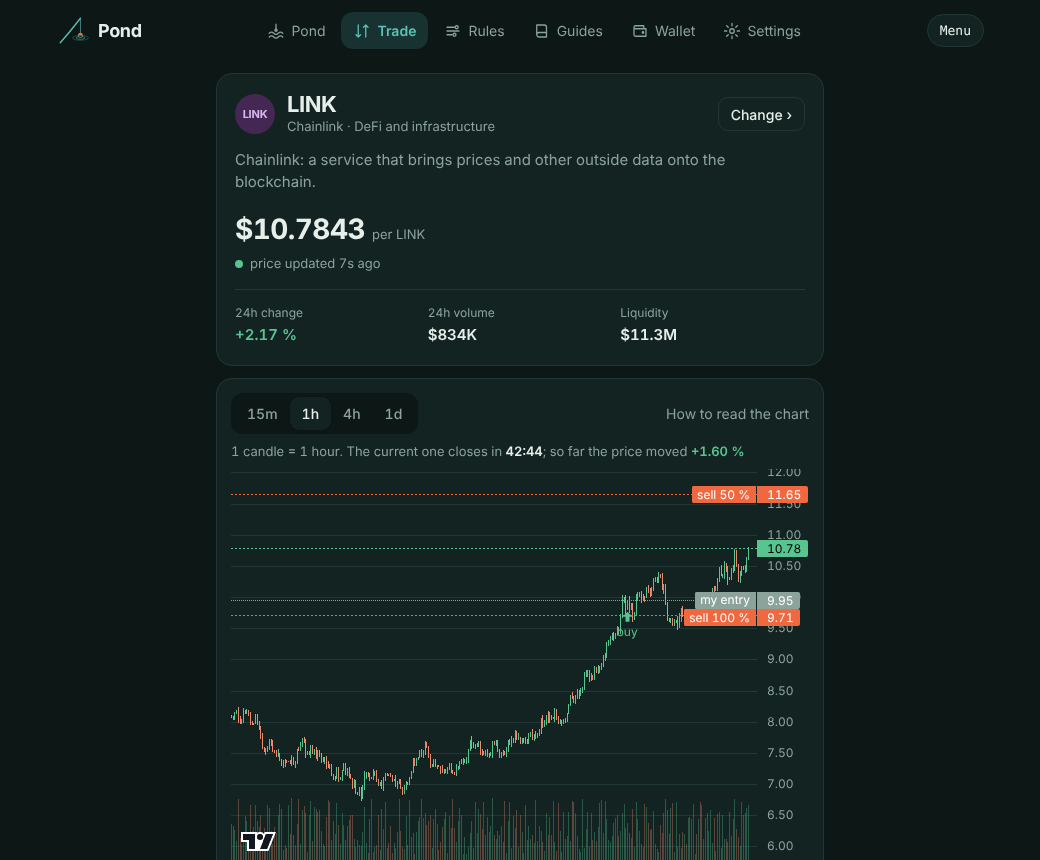 Pond
Pond
Trade
Rules
Guides
Wallet
Settings
Menu
LINK
LINK
Chainlink · DeFi and infrastructure
Change ›
Chainlink: a service that brings prices and other outside data onto the
blockchain.
$10.7843 per LINK
price updated 7s ago
24h change
24h volume
Liquidity
+2.17 %
$834K
$11.3M
15m
1h
4h
1d
How to read the chart
1 candle = 1 hour. The current one closes in 42:44; so far the price moved +1.60 %
12.00
sell 50 % 11.65
11.50
11.00
10.78
10.50
my entry 9.95
sell 100 % 9.71
9.50
buy
9.00
8.50
8.00
7.50
7.00
6.50
6.00